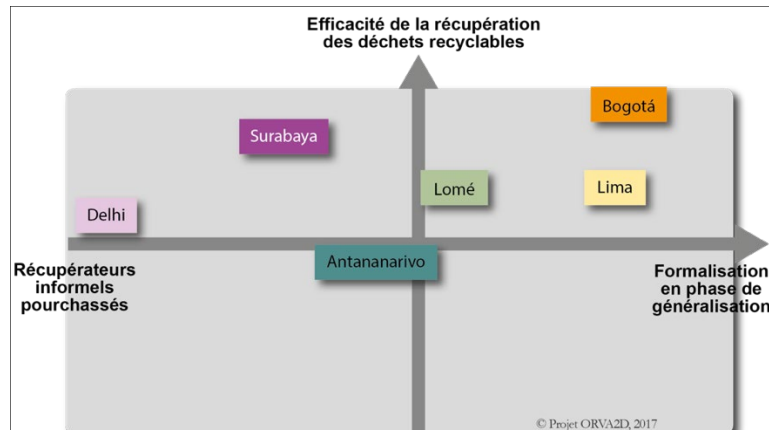 Efficacité de la récupération
des déchets recyclables
Bogotá
Surabaya
Lomé
Lima
Delhi
Antananarivo
Récupérateurs
informels
pourchassés
Formalisation
en phase de
généralisation
© Projet ORVA2D, 2017